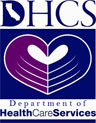 DHCS
Department of
HealthCareServices